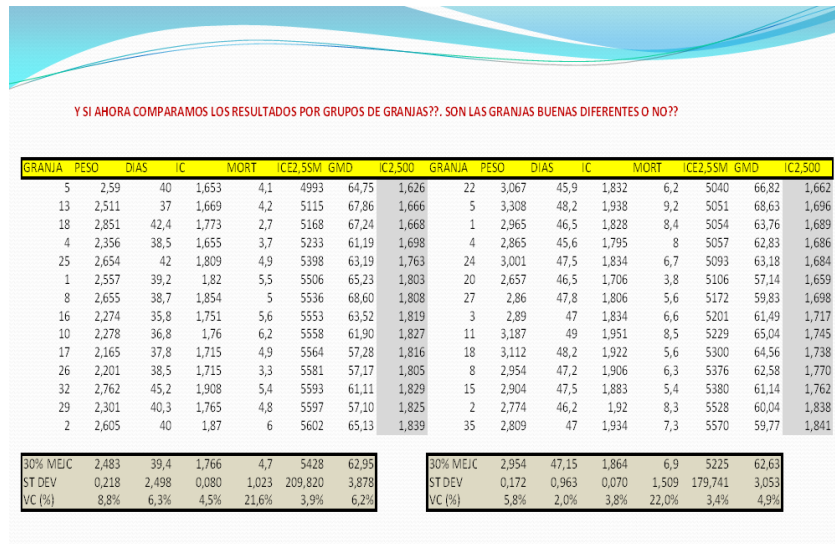 Y SI AHORA COMPARAMOS LOS RESULTADOS POR GRUPOS DE GRANJAS??. SON LAS GRANJAS BUENAS DIFERENTES O NO??
GRANJA PESO DIAS IC MORT ICE2,5SM GMD IC2,500 GRANJA PESO DIAS IC MORT ICE2,5SM GMD IC2,500
5 2,59 40 1,653 4,1 4993 64,75 1,626 22 3,067 45,9 1,832 6,2 5040 66,82 1,662
13 2,511 37 1,669 4,2 5115 67,86 1,666 5 3,308 48,2 1,938 9,2 5051 68,63 1,696
18 2,851 42,4 1,773 2,7 5168 67,24 1,668 1 2,965 46,5 1,828 8,4 5054 63,76 1,689
4 2,356 38,5 1,655 3,7 5233 61,19 1,698 4 2,865 45,6 1,795 8 5057 62,83 1,686
25 2,654 42 1,809 4,9 5398 63,19 1,763 24 3,001 47,5 1,834 6,7 5093 63,18 1,684
1 2,557 39,2 1,82 5,5 5506 65,23 1,803 20 2,657 46,5 1,706 3,8 5106 57,14 1,659
8 2,655 38,7 1,854 5 5536 68,60 1,808 27 2,86 47,8 1,806 5,6 5172 59,83 1,698
16 2,274 35,8 1,751 5,6 5553 63,52 1,819 3 2,89 47 1,834 6,6 5201 61,49 1,717
10 2,278 36,8 1,76 6,2 5558 61,90 1,827 11 3,187 49 1,951 8,5 5229 65,04 1,745
17 2,165 37,8 1,715 4,9 5564 57,28 1,816 18 3,112 48,2 1,922 5,6 5300 64,56 1,738
26 2,201 38,5 1,715 3,3 5581 57,17 1,805 8 2,954 47,2 1,906 6,3 5376 62,58 1,770
32 2,762 45,2 1,908 5,4 5593 61,11 1,829 15 2,904 47,5 1,883 5,4 5380 61,14 1,762
29 2,301 40,3 1,765 4,8 5597 57,10 1,825 2 2,774 46,2 1,92 8,3 5528 60,04 1,838
2 2,605 40 1,87 6 5602 65,13 1,839 35 2,809 47 1,934 7,3 5570 59,77 1,841
30% MEJC 2,483 39,4 1,766 4,7 5428 62,95 30% MEJC 2,954 47,15 1,864 6,9 5225 62,63
ST DEV 0,218 2,498 0,080 1,023 209,820 3,878 ST DEV 0,172 0,963 0,070 1,509 179,741 3,053
VC (%) 8,8% 6,3% 4,5% 21,6% 3,9% 6,2% VC (%) 5,8% 2,0% 3,8% 22,0% 3,4% 4,9%